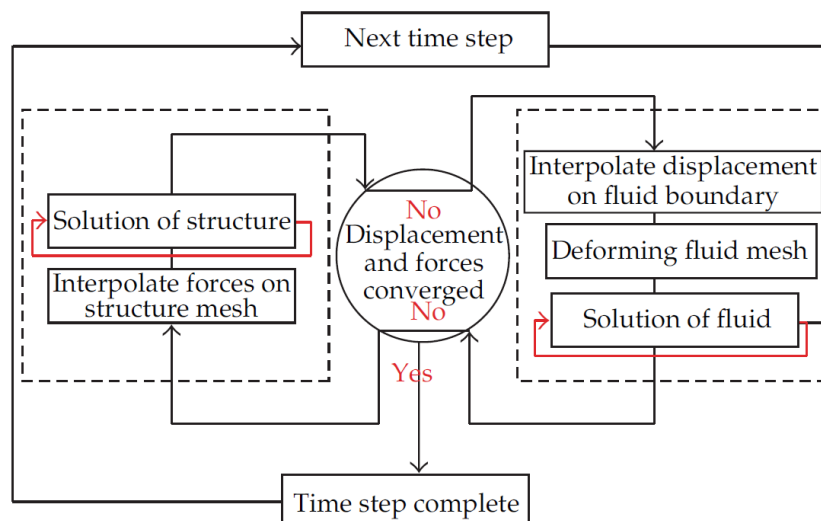 Next time step
Interpolate displacement
on fluid boundary
Solution of structure
No
Displacement
and forces
converged
No
Deforming fluid mesh
Interpolate forces on
structure mesh
Solution of fluid
Yes
Time step complete